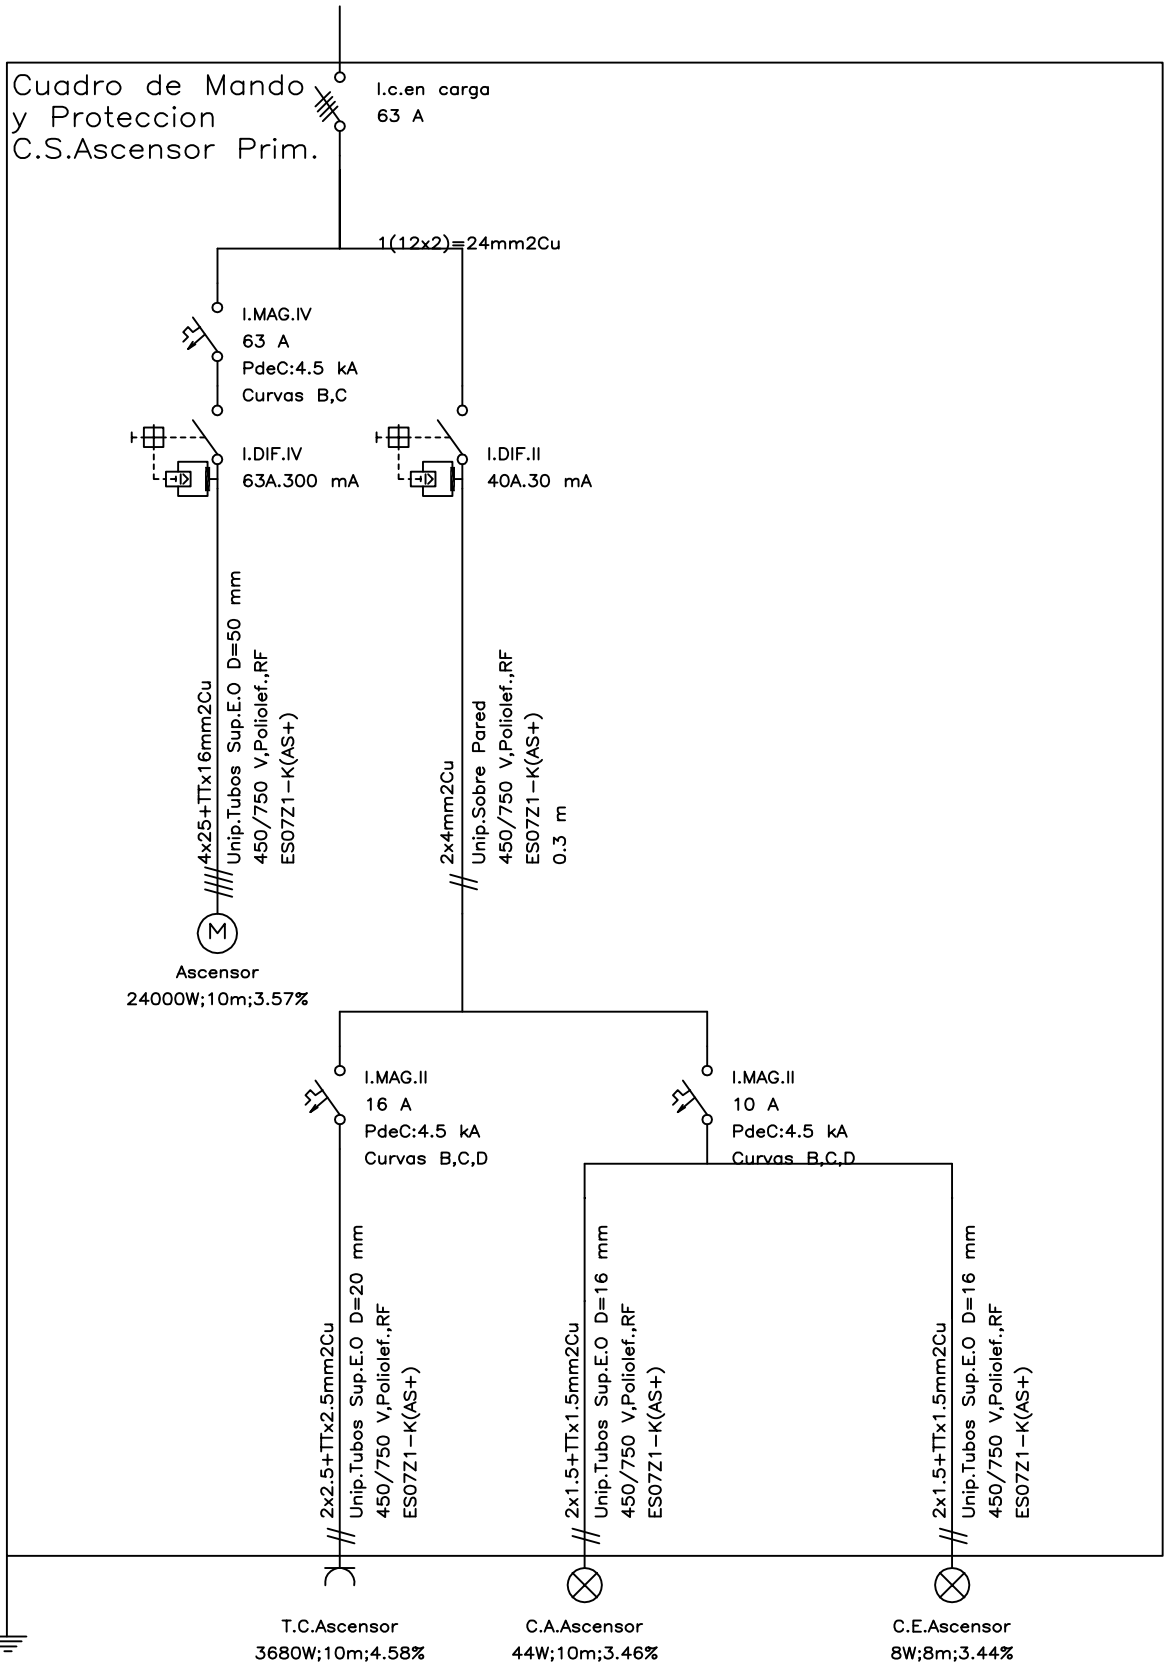 Cuadro de Mando
y Proteccion
C.S.Ascensor Prim.
I.c.en carga
63 A
1(12x2)=24mm2Cu
I.MAG.IV
63 A
PdeC:4.5 kA
Curvas B,C
I.DIF.IV
63A.300 mA
I.DIF.II
40A.30 mA
4x25+TTx16mm2Cu
Unip.Tubos Sup.E.O D=50 mm
450/750 V,Poliolef.,RF
ES07Z1-K(AS+)
2x4mm2Cu
Unip.Sobre Pared
450/750 V,Poliolef.,RF
ES07Z1-K(AS+)
0.3 m
M
Ascensor
24000W;10m;3.57%
I.MAG.II
16 A
PdeC:4.5 kA
Curvas B,C,D
I.MAG.II
10 A
PdeC:4.5 kA
Curvas B,C,D
2x2.5+TTx2.5mm2Cu
Unip.Tubos Sup.E.O D=20 mm
450/750 V,Poliolef.,RF
ES07Z1-K(AS+)
2x1.5+TTx1.5mm2Cu
Unip.Tubos Sup.E.O D=16 mm
450/750 V,Poliolef.,RF
ES07Z1-K(AS+)
2x1.5+TTx1.5mm2Cu
Unip.Tubos Sup.E.O D=16 mm
450/750 V,Poliolef.,RF
ES07Z1-K(AS+)
T.C.Ascensor
3680W;10m;4.58%
C.A.Ascensor
44W;10m;3.46%
C.E.Ascensor
8W;8m;3.44%